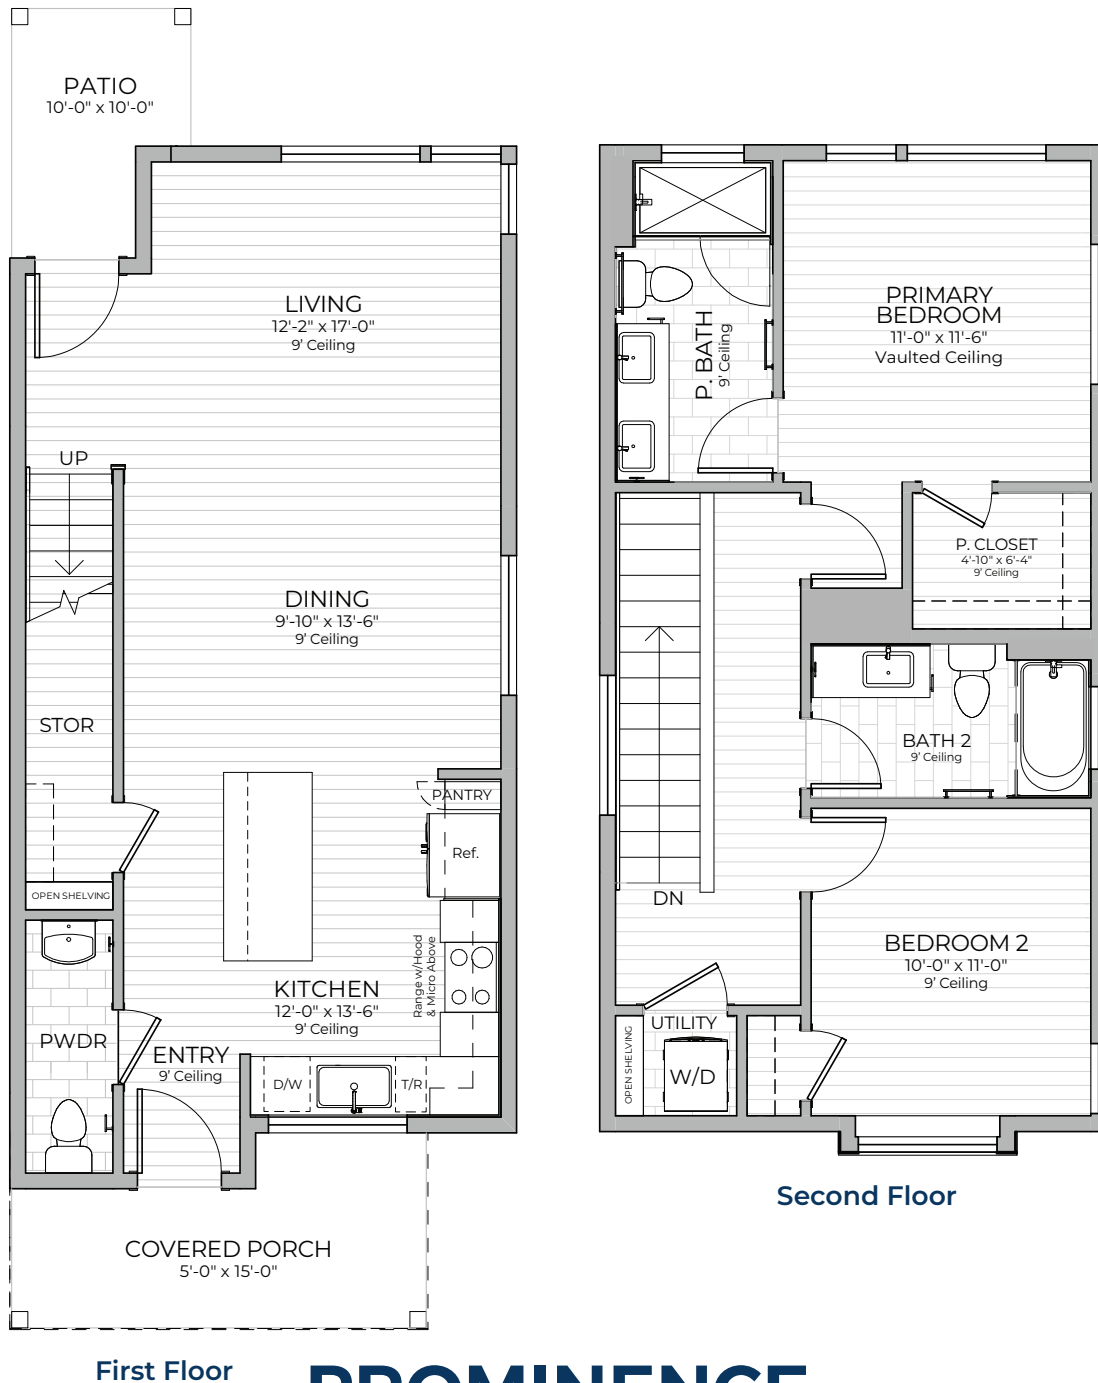 PATIO
10'-0" x 10'-0"
LIVING
12'-2" x 17'-0"
9' Ceiling
UP
DINING
9'-10" x 13'-6"
9' Ceiling
STOR
PANTRY
Ref.
OPEN SHELVING
Range w/Hood
& Micro Above
KITCHEN
12'-0" x 13'-6"
9' Ceiling
PWDR
ENTRY
9' Ceiling
D/W
T/R
COVERED PORCH
5'-0" x 15'-0"
First Floor
PRIMARY
BEDROOM
11'-0" x 11'-6"
Vaulted Ceiling
P. BATH
9' Ceiling
P. CLOSET
4'-10" x 6'-4"
9' Ceiling
BATH 2
9' Ceiling
DN
BEDROOM 2
10'-0" x 11'-0"
9' Ceiling
UTILITY
OPEN SHELVING
W/D
Second Floor
PROMINENCE